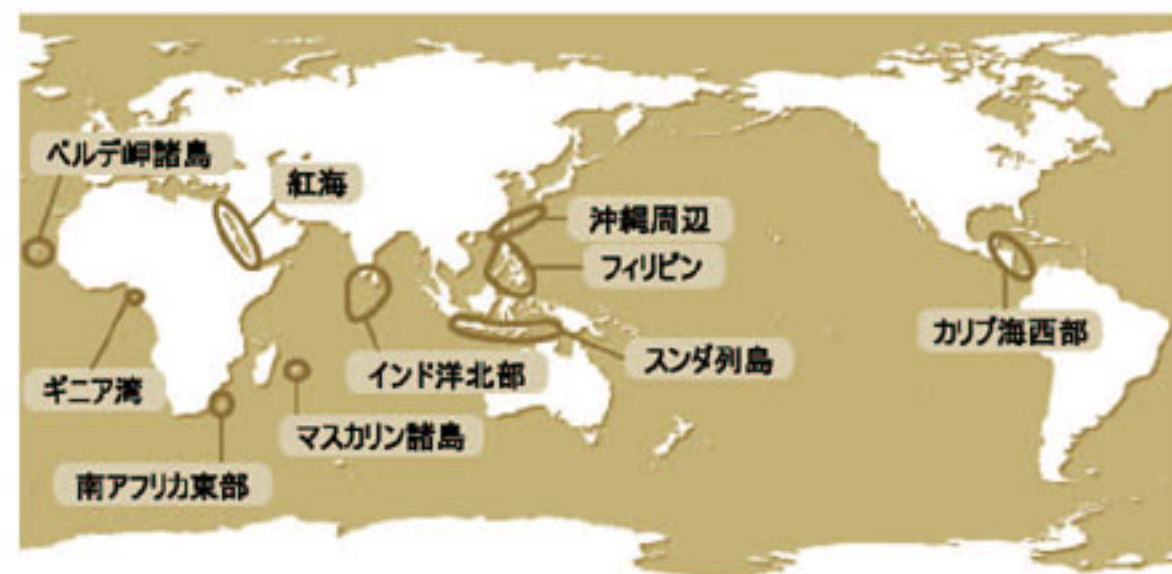 ベルデ岬諸島
紅海
沖縄周辺
フィリピン
カリブ海西部
スンダ列島
インド洋北部
ギニア湾
マスカリン諸島
南アフリカ東部